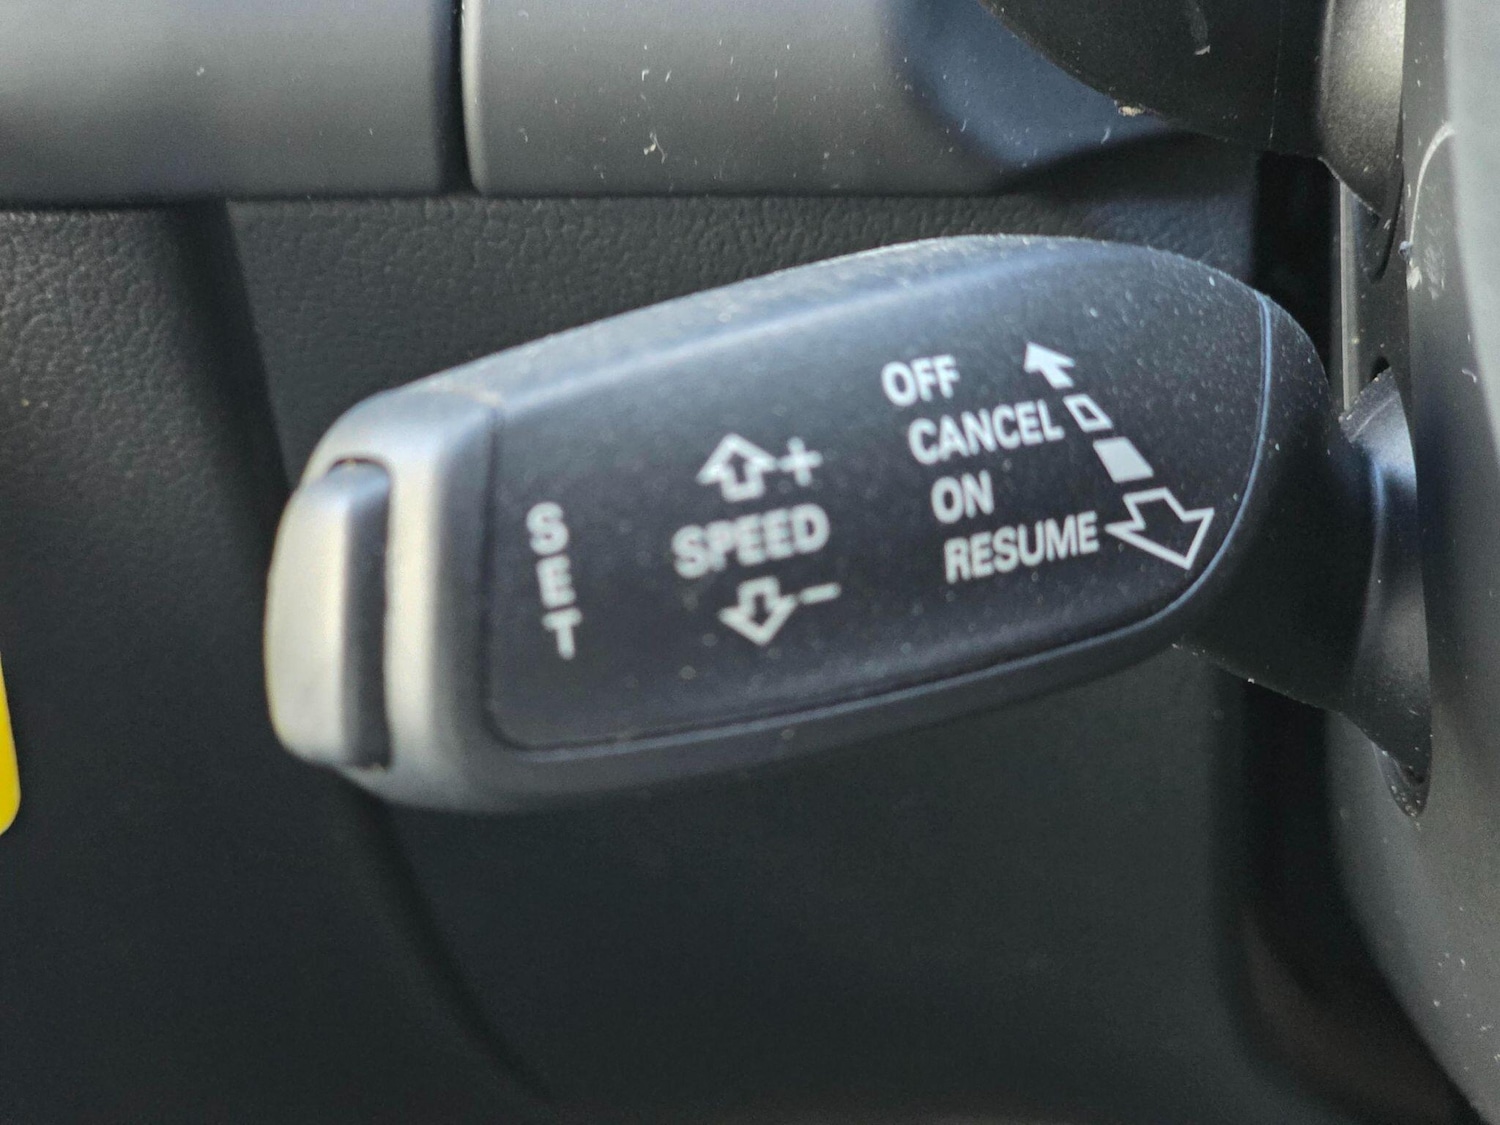 SET
+
SPEED
-
OFF
CANCEL
ON
RESUME